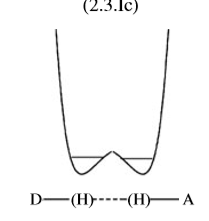 (2.3.Ic)
D—(H)----(H)—A